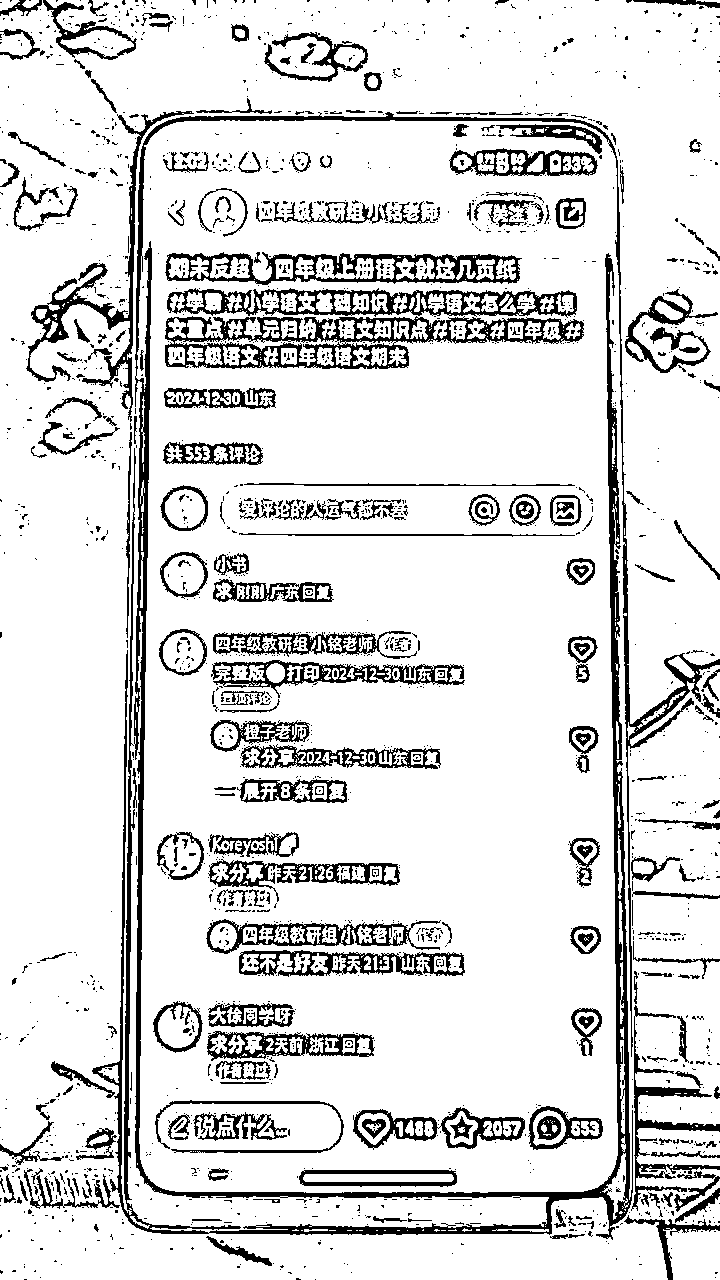 12:02
33%
四年级教研组小铭老师
期末反超 四年级上册语文就这几页纸
#学霸 #小学语文基础知识 #小学语文怎么学 #课
文重点 #单元归纳 #语文知识点 #语文 #四年级 #
四年级语文 #四年级语文期末
2024-12-30 山东
共 553 条评论
爱评论的人运气都不差
小书
求 刚刚 广东 回复
四年级教研组小铭老师 作者
完整版 打印 2024-12-30 山东 回复
5
置顶评论
橙子老师
求分享 2024-12-30 山东 回复
1
展开 8 条回复
Koreyoshi
求分享 昨天 21:26 福建 回复
2
作者赞过
四年级教研组小铭老师 作者
还不是好友 昨天 21:31 山东 回复
大徐同学呀
求分享 2天前 浙江 回复
作者赞过
说点什么... 1488 2057 553